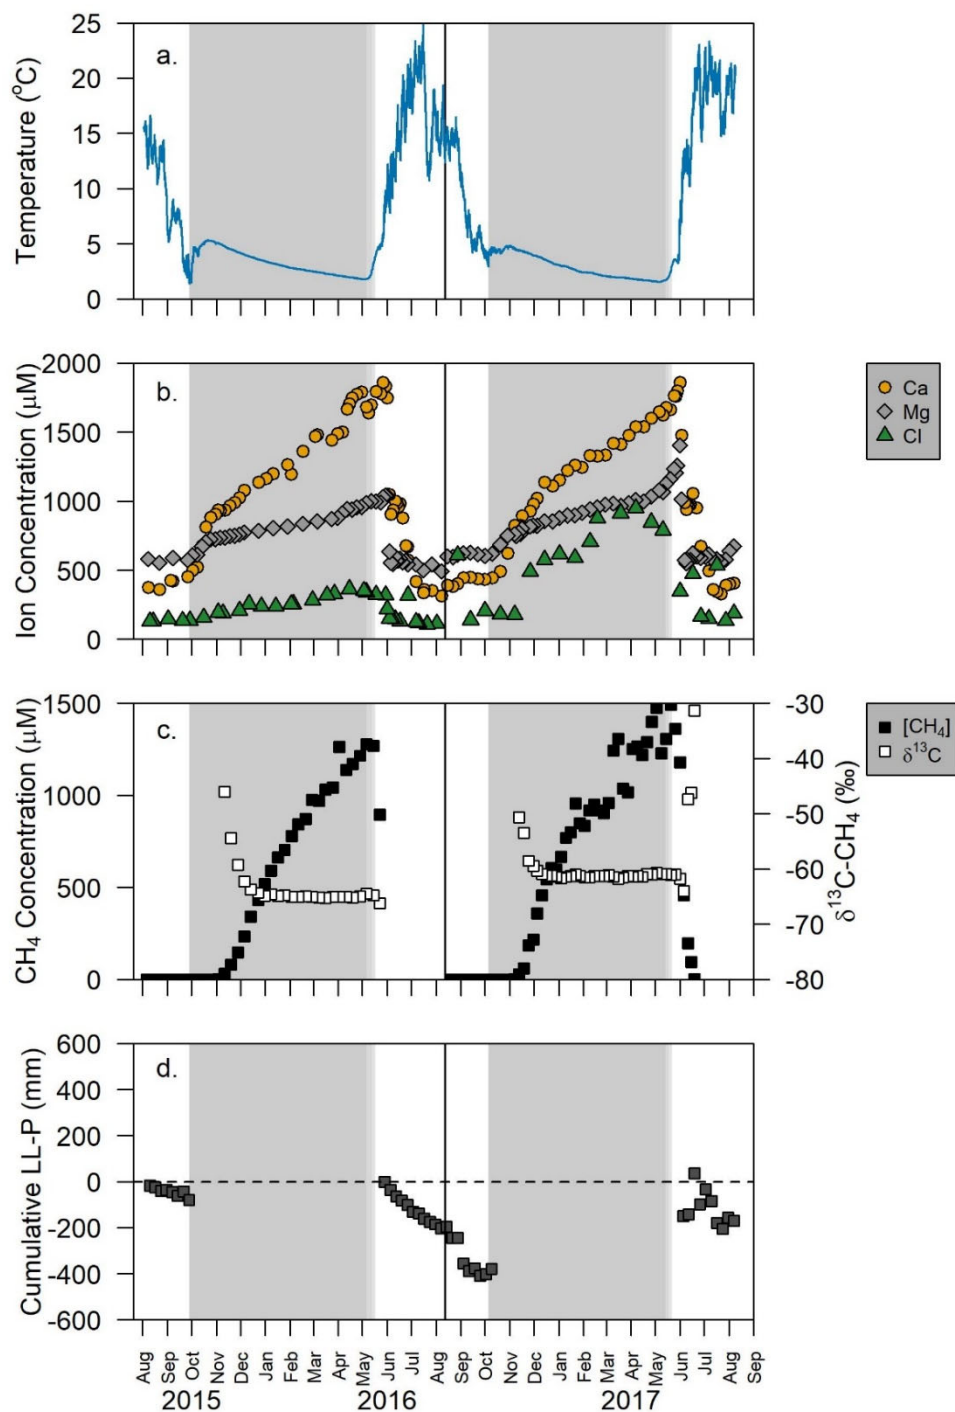 a.
Temperature (°C)
25
20
15
10
5
0
b.
Ion Concentration (μM)
2000
1500
1000
500
0
Ca
Mg
Cl
c.
CH₄ Concentration (μM)
1500
1000
500
0
-30
-40
-50
-60
-70
-80
δ¹³C-CH₄ (‰)
[CH₄]
δ¹³C
d.
Cumulative LL-P (mm)
600
400
200
0
-200
-400
-600
Aug Sep Oct Nov Dec Jan Feb Mar Apr May Jun Jul Aug Sep Oct Nov Dec Jan Feb Mar Apr May Jun Jul Aug Sep
2015 2016 2017